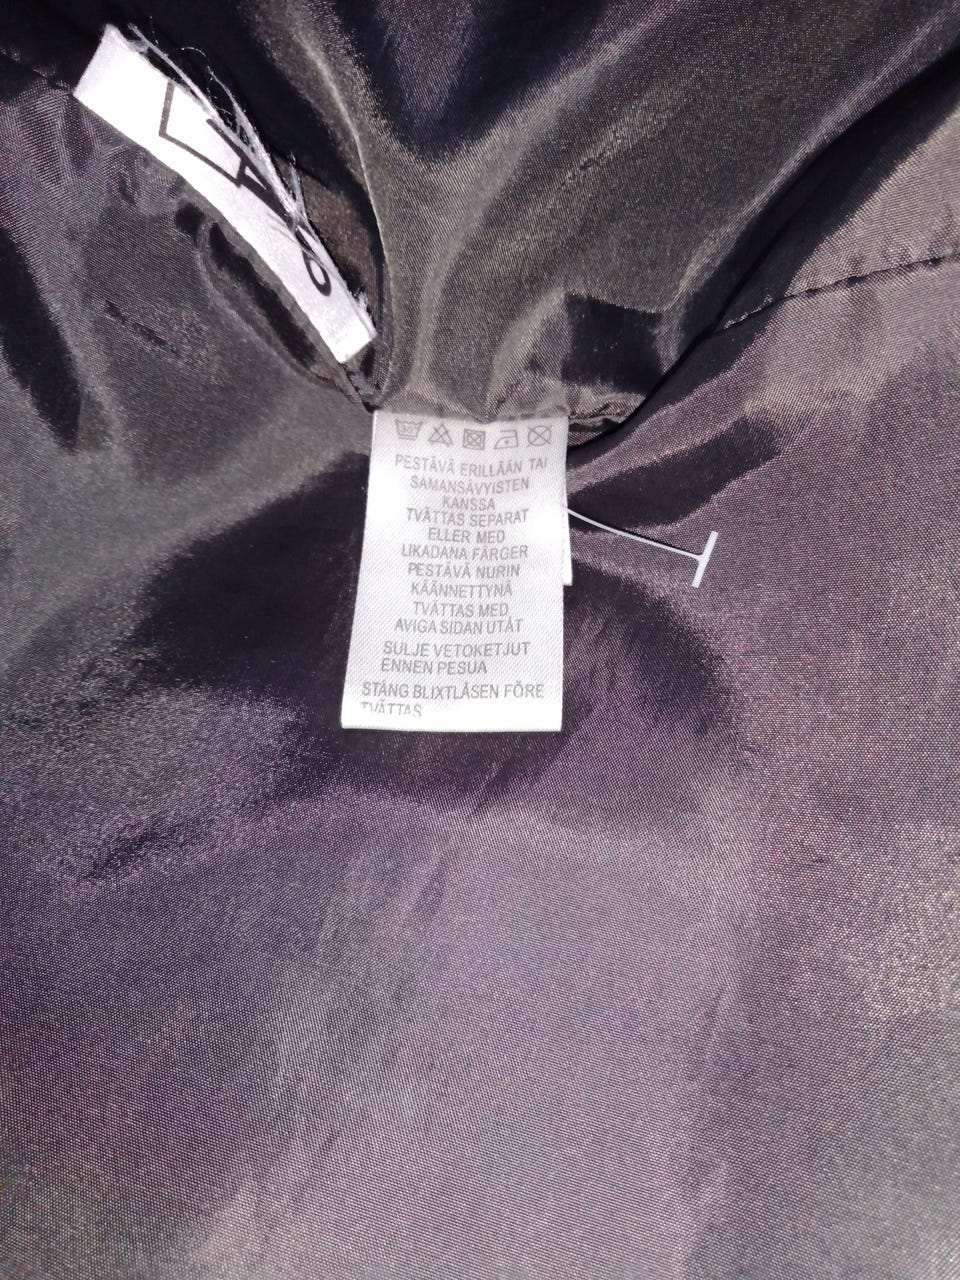 30
PESTÄVÄ ERILLÄÄN TAI
SAMANSÄVYISTEN
KANSSA
TVÄTTAS SEPARAT
ELLER MED
LIKADANA FÄRGER
PESTÄVÄ NURIN
KÄÄNNETTYNÄ
TVÄTTAS MED
AVIGA SIDAN UTÅT
SULJE VETOKETJUT
ENNEN PESUA
STÄNG BLIXTLÅSEN FÖRE
TVÄTTAS